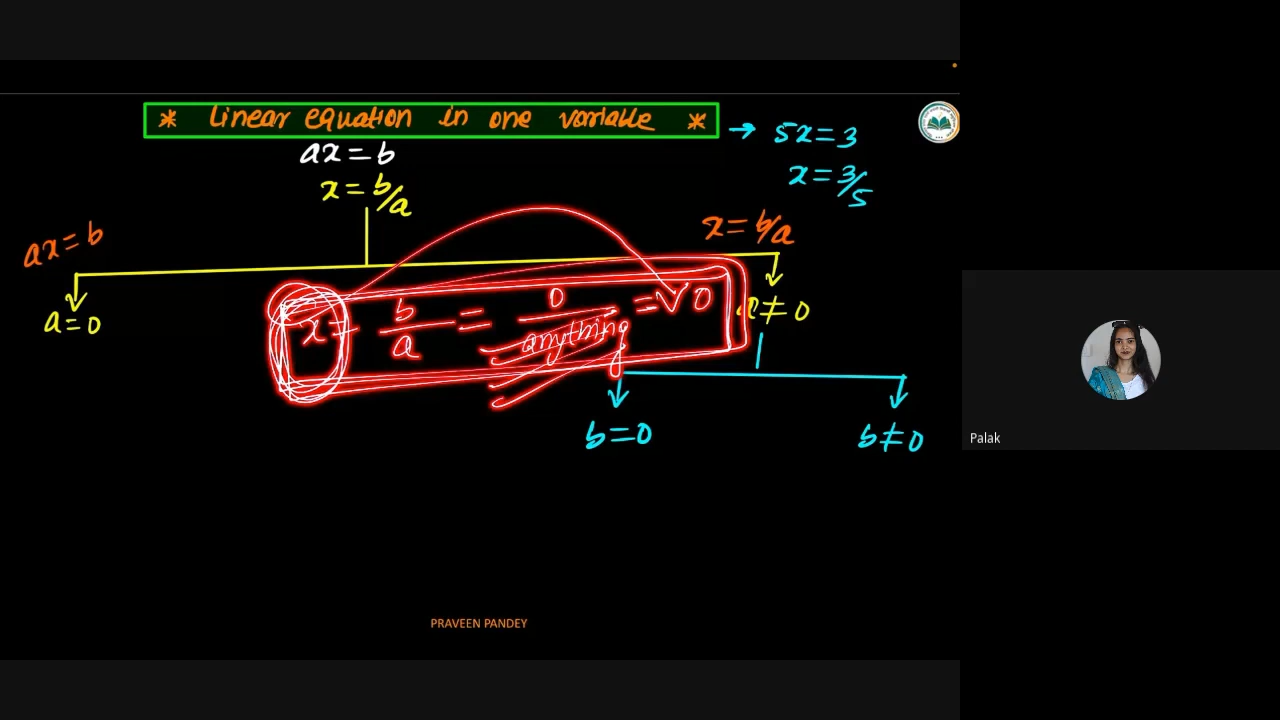 * Linear equation in one variable *
→ 5x = 3
x = 3/5
ax = b
x = b/a
ax = b
x = b/a
a = 0
x = b/a = 0/anything = 0
≠ 0
b = 0
b ≠ 0
Palak
PRAVEEN PANDEY